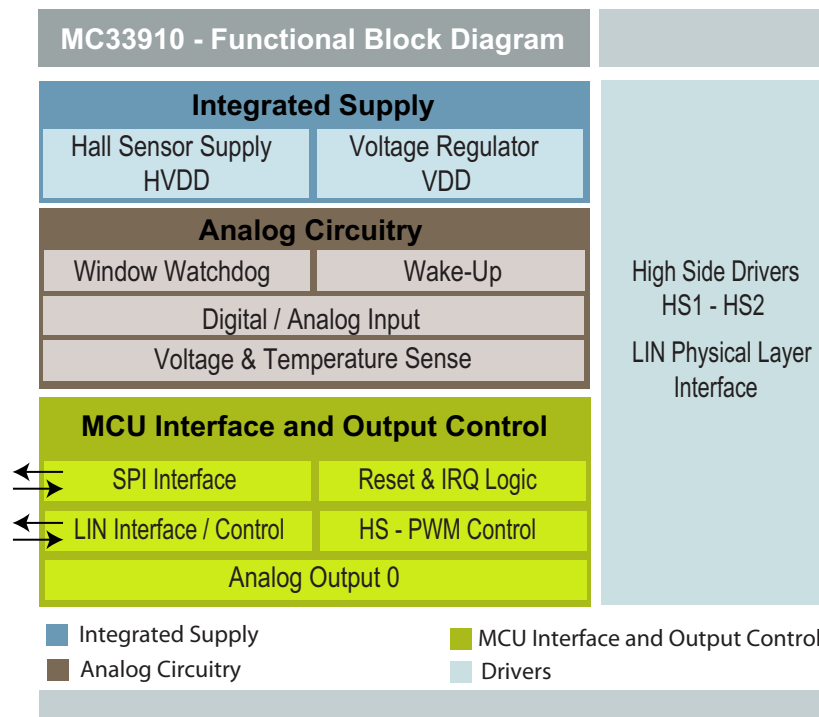 MC33910 - Functional Block Diagram
Integrated Supply
Hall Sensor Supply
HVDD
Voltage Regulator
VDD
Analog Circuitry
Window Watchdog
Wake-Up
Digital / Analog Input
Voltage & Temperature Sense
MCU Interface and Output Control
SPI Interface
Reset & IRQ Logic
LIN Interface / Control
HS - PWM Control
Analog Output 0
High Side Drivers
HS1 - HS2
LIN Physical Layer
Interface
Integrated Supply
Analog Circuitry
MCU Interface and Output Control
Drivers